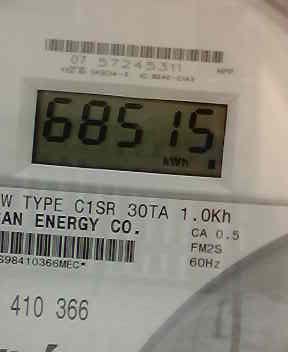 07 57245311
68515
kWh
W TYPE C1SR 30TA 1.0Kh
AN ENERGY CO.
CA 0.5
FM2S
60Hz
S98410366MEC*
410 366